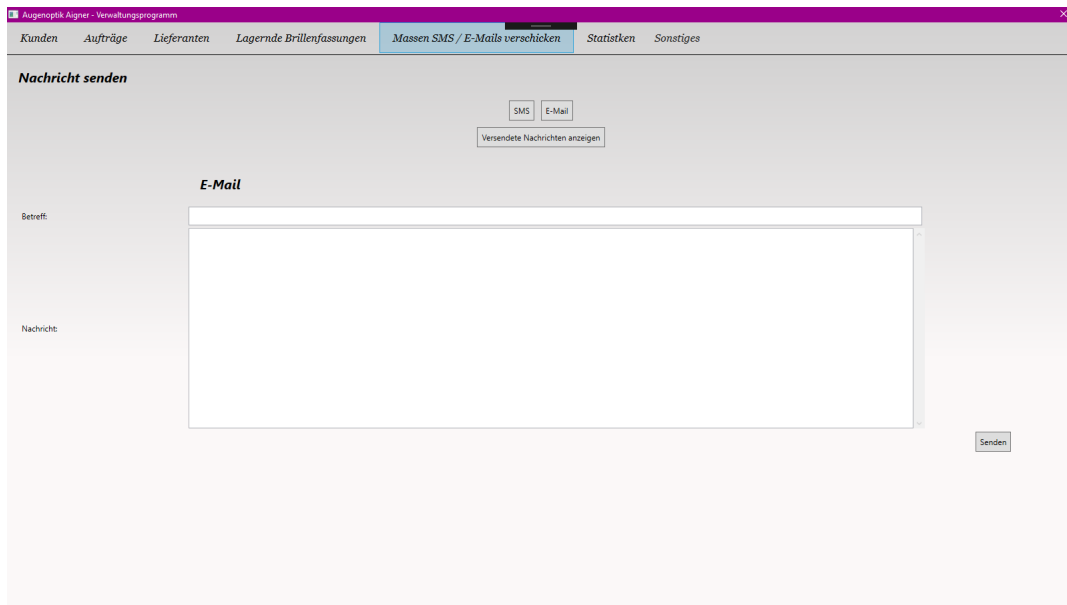 Augenoptik Aigner - Verwaltungsprogramm
Kunden Aufträge Lieferanten Lagernde Brillenfassungen Massen SMS / E-Mails verschicken Statistken Sonstiges
Nachricht senden
SMS E-Mail
Versendete Nachrichten anzeigen
E-Mail
Betreff:
Nachricht:
Senden